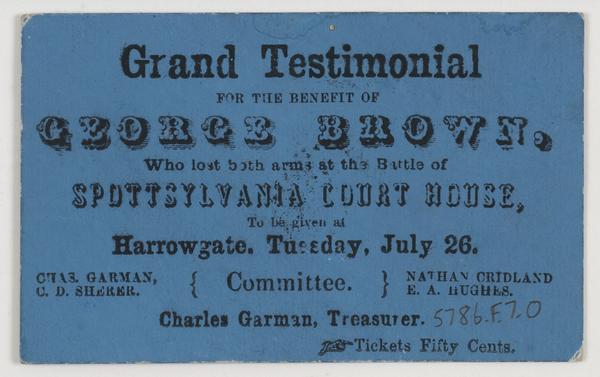 Grand Testimonial
FOR THE BENEFIT OF
GEORGE BROWN,
Who lost both arms at the Battle of
SPOTTSYLVANIA COURT HOUSE,
To be given at
Harrowgate. Tuesday, July 26.
CHAS. GARMAN,
C. D. SHERER.
{ Committee. }
NATHAN CRIDLAND
E. A. HUGHES.
Charles Garman, Treasurer. 5786.F.7.0
Tickets Fifty Cents.